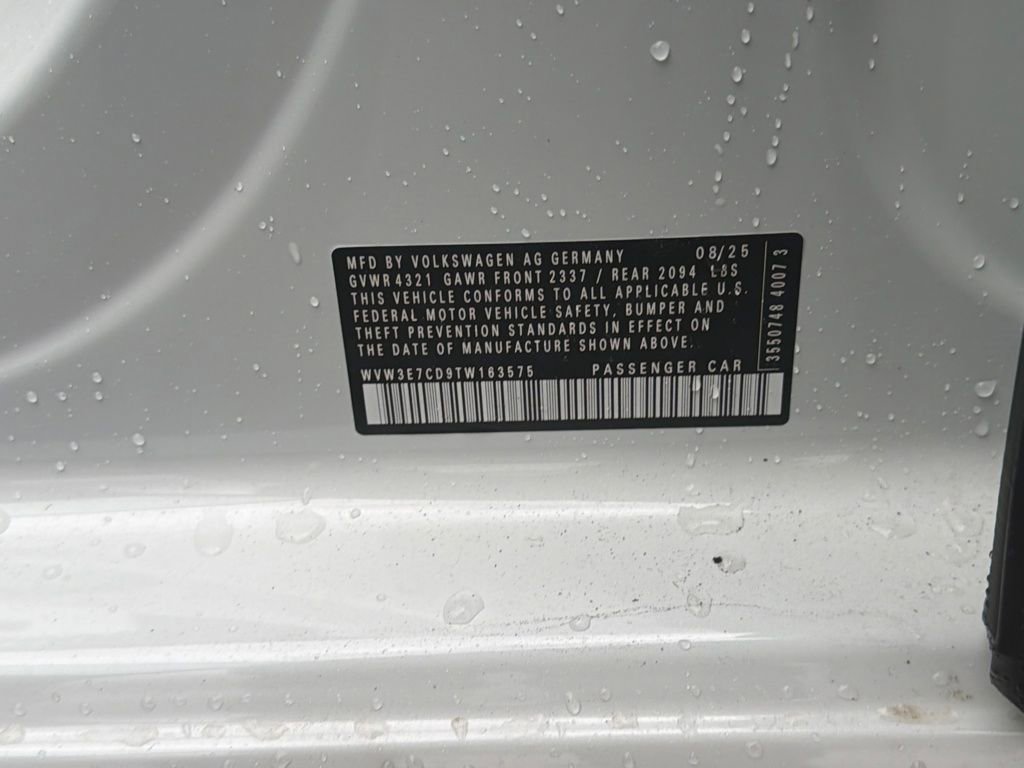 MFD BY VOLKSWAGEN AG GERMANY 08/25
GVWR 4321 GAWR FRONT 2337 / REAR 2094 LBS
THIS VEHICLE CONFORMS TO ALL APPLICABLE U.S.
FEDERAL MOTOR VEHICLE SAFETY, BUMPER AND
THEFT PREVENTION STANDARDS IN EFFECT ON
THE DATE OF MANUFACTURE SHOWN ABOVE.
WVW3E7CD9TW163575 PASSENGER CAR
3550748 4007 3